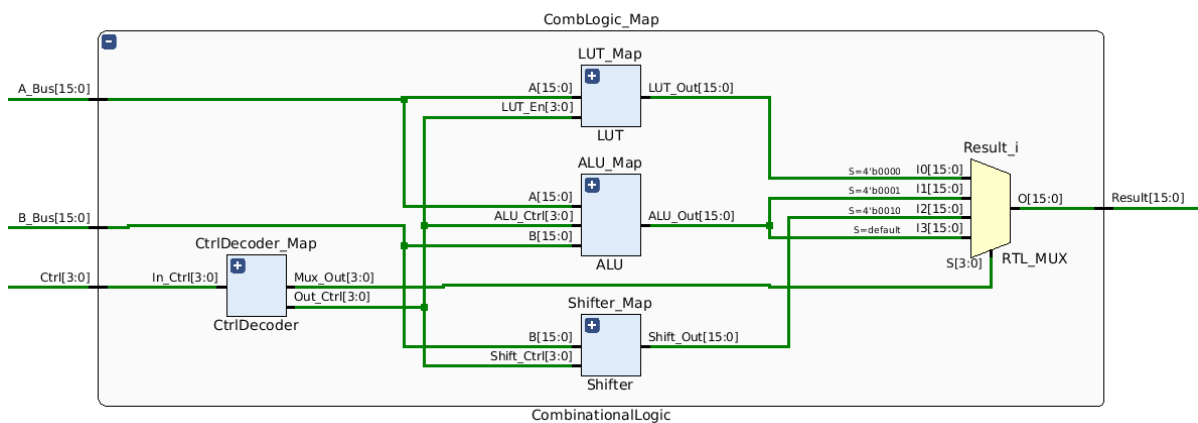 CombLogic_Map
LUT_Map
A_Bus[15:0]
A[15:0]
LUT_Out[15:0]
LUT_En[3:0]
LUT
Result_i
ALU_Map
S=4'b0000
I0[15:0]
S=4'b0001
I1[15:0]
A[15:0]
Result[15:0]
O[15:0]
B_Bus[15:0]
ALU_Ctrl[3:0]
ALU_Out[15:0]
S=4'b0010
I2[15:0]
B[15:0]
S=default
I3[15:0]
CtrlDecoder_Map
S[3:0]
RTL_MUX
ALU
Ctrl[3:0]
In_Ctrl[3:0]
Mux_Out[3:0]
Out_Ctrl[3:0]
Shifter_Map
CtrlDecoder
B[15:0]
Shift_Out[15:0]
Shift_Ctrl[3:0]
Shifter
CombinationalLogic